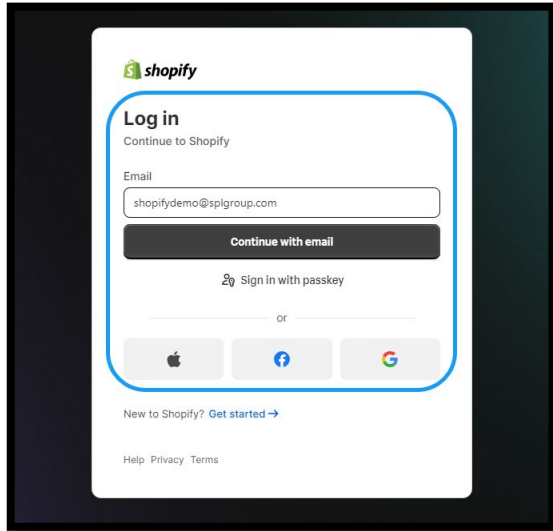 shopify
Log in
Continue to Shopify
Email
shopifydemo@splgroup.com
Continue with email
Sign in with passkey
or
New to Shopify? Get started →
Help Privacy Terms